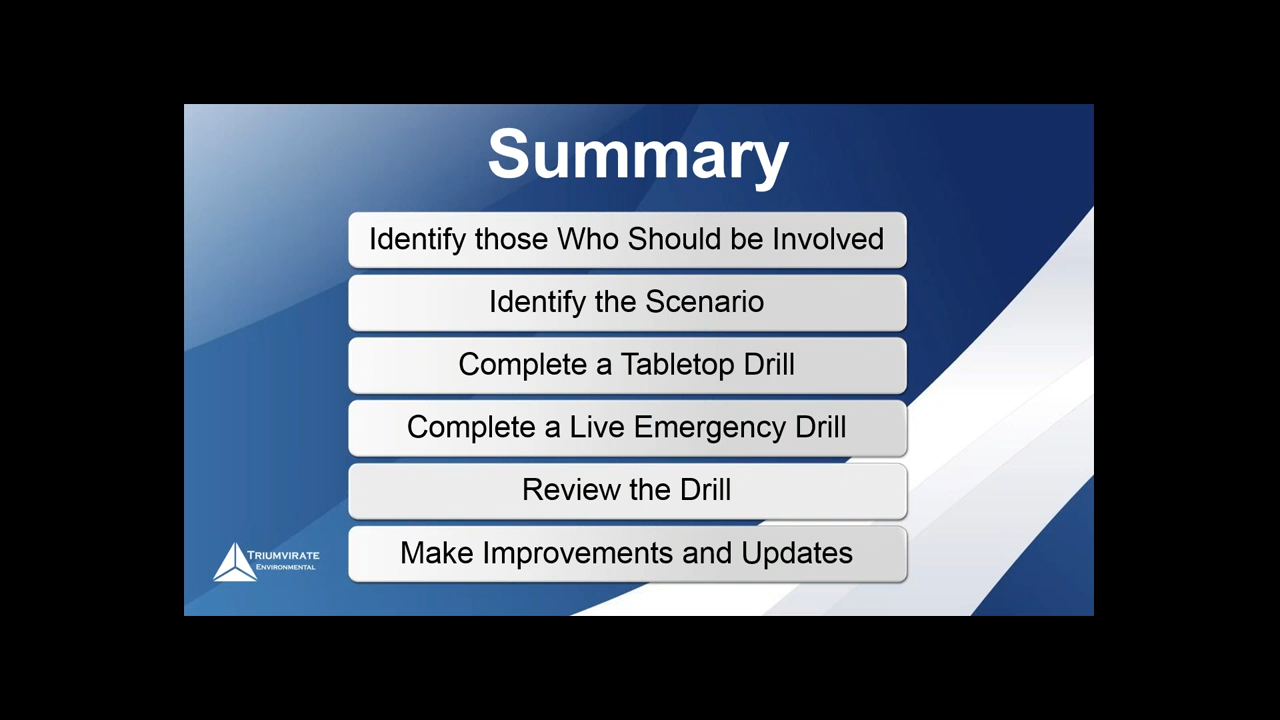 Summary
Identify those Who Should be Involved
Identify the Scenario
Complete a Tabletop Drill
Complete a Live Emergency Drill
Review the Drill
Make Improvements and Updates
TRIUMVIRATE
ENVIRONMENTAL